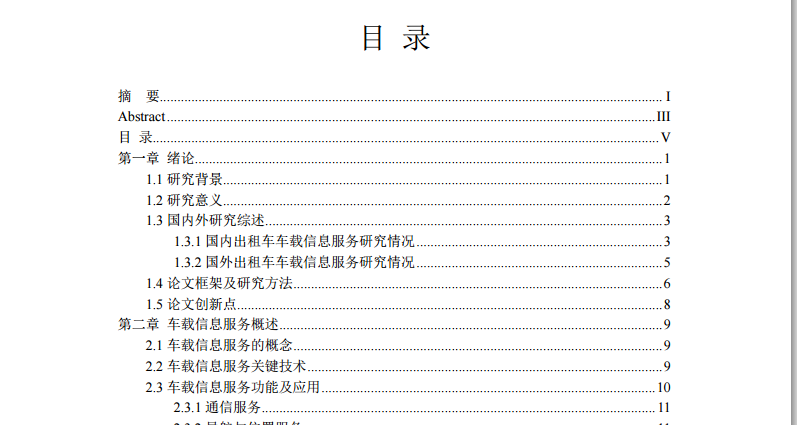 目 录
摘 要 I
Abstract III
目 录 V
第一章 绪论 1
1.1 研究背景 1
1.2 研究意义 2
1.3 国内外研究综述 3
1.3.1 国内出租车车载信息服务研究情况 3
1.3.2 国外出租车车载信息服务研究情况 5
1.4 论文框架及研究方法 6
1.5 论文创新点 8
第二章 车载信息服务概述 9
2.1 车载信息服务的概念 9
2.2 车载信息服务关键技术 9
2.3 车载信息服务功能及应用 10
2.3.1 通信服务 11